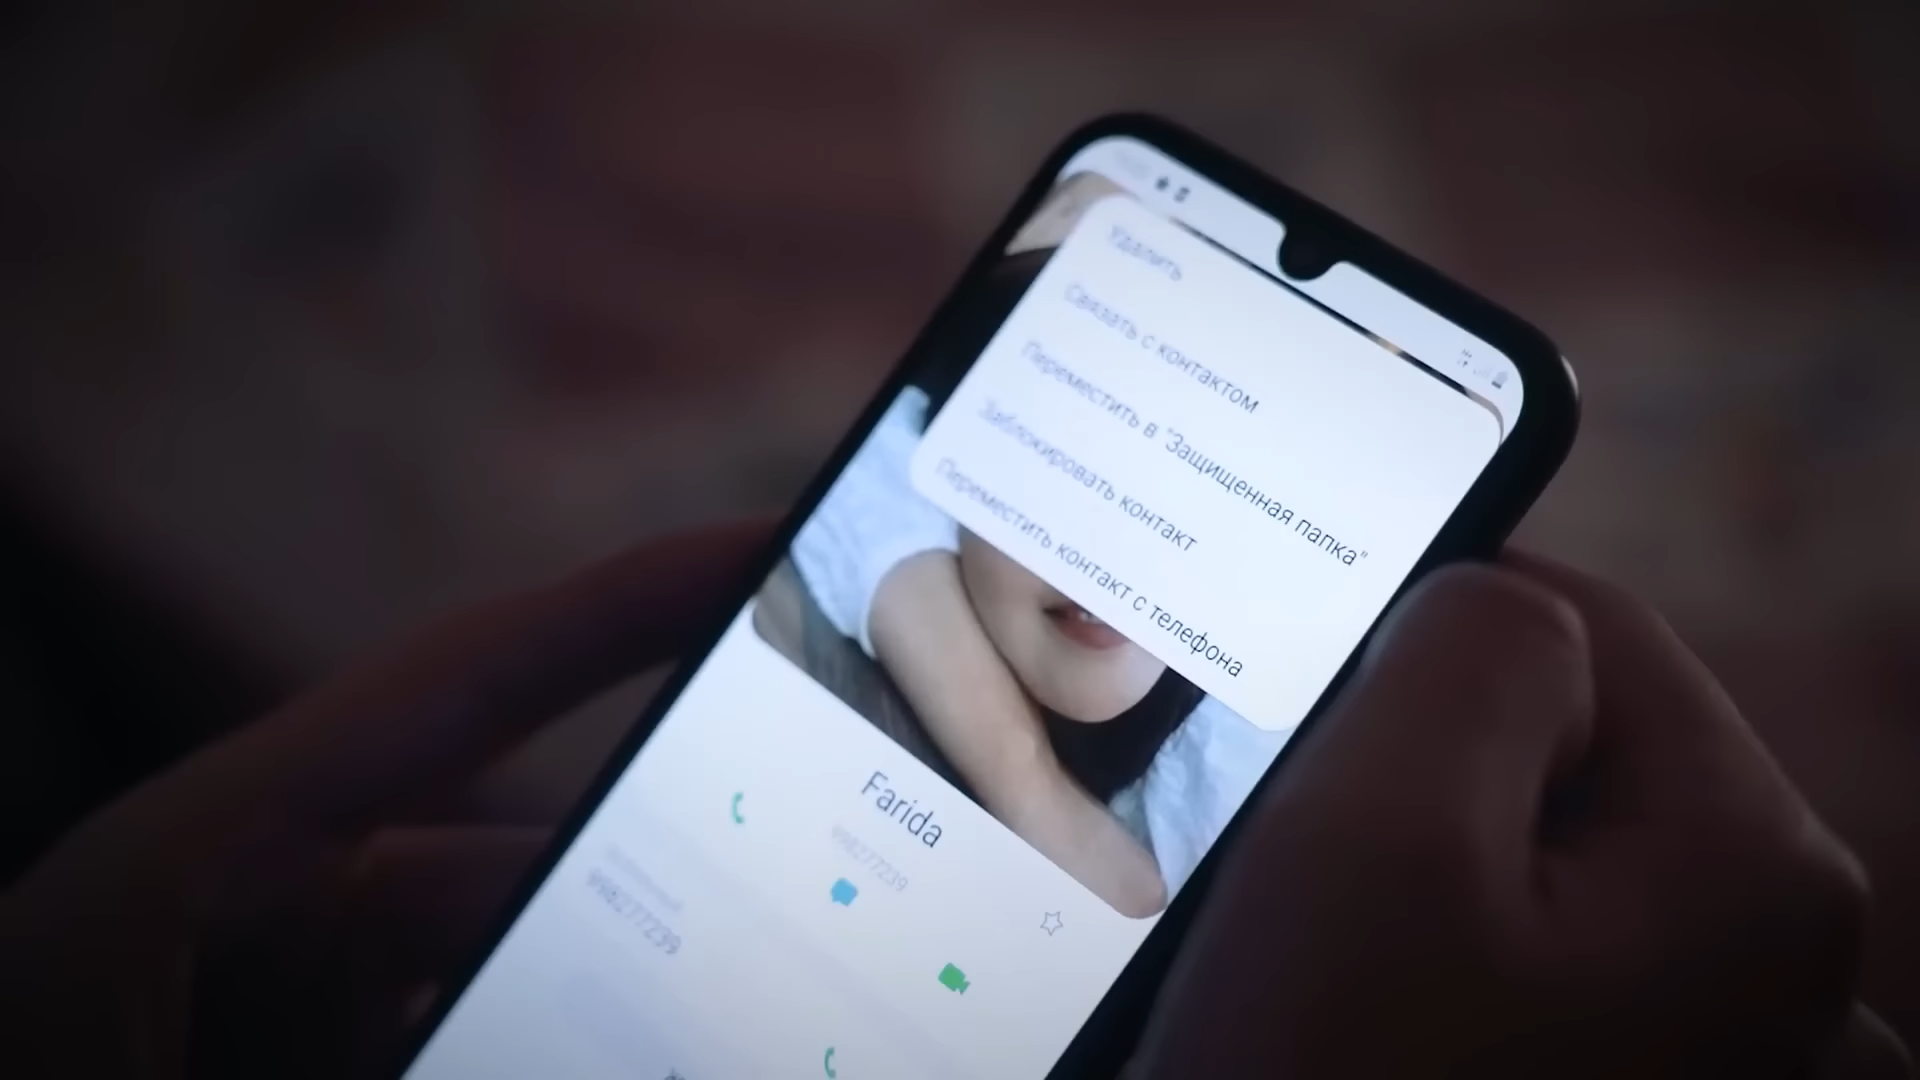 Удалить
Связать с контактом
Переместить в "Защищенная папка"
Заблокировать контакт
Переместить контакт с телефона
Farida
998277239
998277239